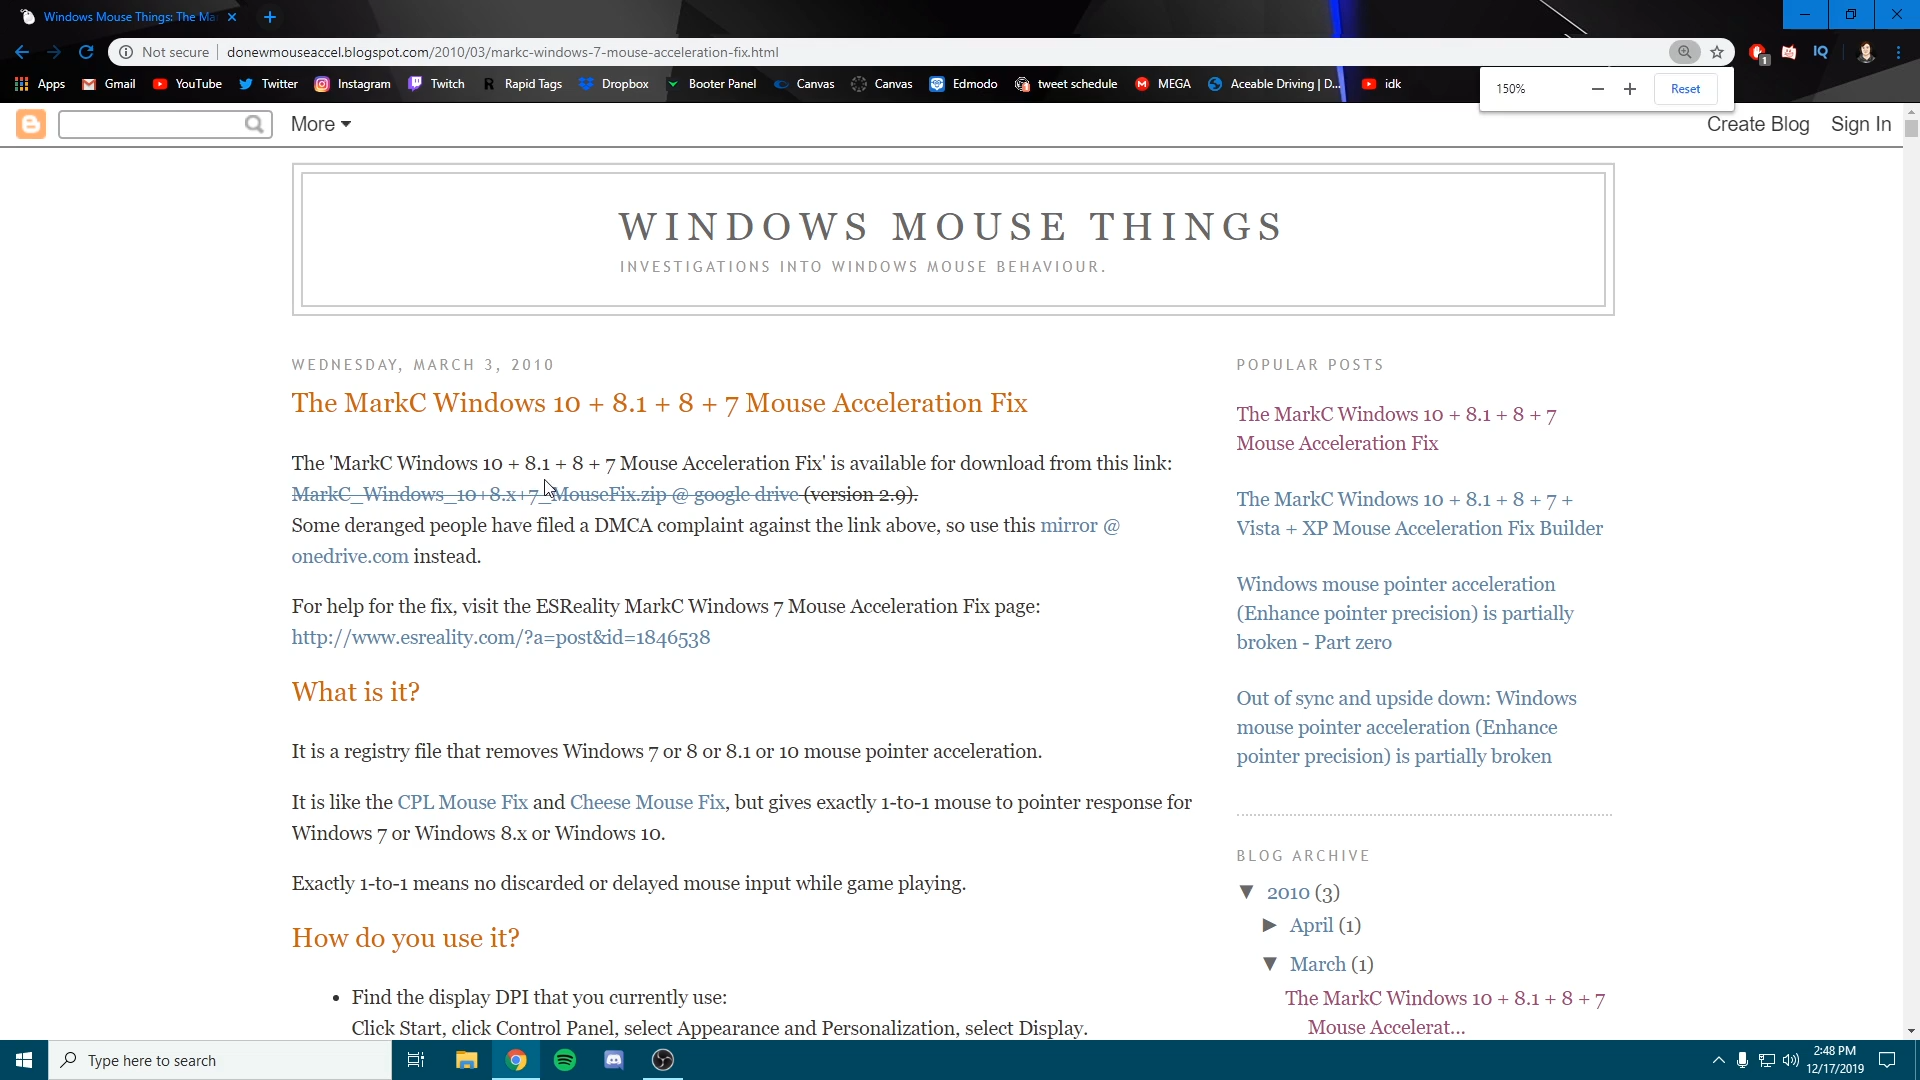 Windows Mouse Things: The Ma
Not secure
donewmouseaccel.blogspot.com/2010/03/markc-windows-7-mouse-acceleration-fix.html
1
IQ
Apps
Gmail
YouTube
Twitter
Instagram
Twitch
R Rapid Tags
Dropbox
Booter Panel
Canvas
Canvas
Edmodo
tweet schedule
M MEGA
Aceable Driving | D...
idk
150%
Reset
More
Create Blog
Sign In
WINDOWS MOUSE THINGS
INVESTIGATIONS INTO WINDOWS MOUSE BEHAVIOUR.
WEDNESDAY, MARCH 3, 2010
The MarkC Windows 10 + 8.1 + 8 + 7 Mouse Acceleration Fix
The 'MarkC Windows 10 + 8.1 + 8 + 7 Mouse Acceleration Fix' is available for download from this link:
MarkC_Windows_10+8.x+7_MouseFix.zip @ google drive (version 2.9).
Some deranged people have filed a DMCA complaint against the link above, so use this mirror @
onedrive.com instead.
For help for the fix, visit the ESReality MarkC Windows 7 Mouse Acceleration Fix page:
http://www.esreality.com/?a=post&id=1846538
What is it?
It is a registry file that removes Windows 7 or 8 or 8.1 or 10 mouse pointer acceleration.
It is like the CPL Mouse Fix and Cheese Mouse Fix, but gives exactly 1-to-1 mouse to pointer response for
Windows 7 or Windows 8.x or Windows 10.
Exactly 1-to-1 means no discarded or delayed mouse input while game playing.
How do you use it?
• Find the display DPI that you currently use:
Click Start, click Control Panel, select Appearance and Personalization, select Display.
POPULAR POSTS
The MarkC Windows 10 + 8.1 + 8 + 7
Mouse Acceleration Fix
The MarkC Windows 10 + 8.1 + 8 + 7 +
Vista + XP Mouse Acceleration Fix Builder
Windows mouse pointer acceleration
(Enhance pointer precision) is partially
broken - Part zero
Out of sync and upside down: Windows
mouse pointer acceleration (Enhance
pointer precision) is partially broken
BLOG ARCHIVE
▼ 2010 (3)
► April (1)
▼ March (1)
The MarkC Windows 10 + 8.1 + 8 + 7
Mouse Accelerat...
Type here to search
2:48 PM
12/17/2019